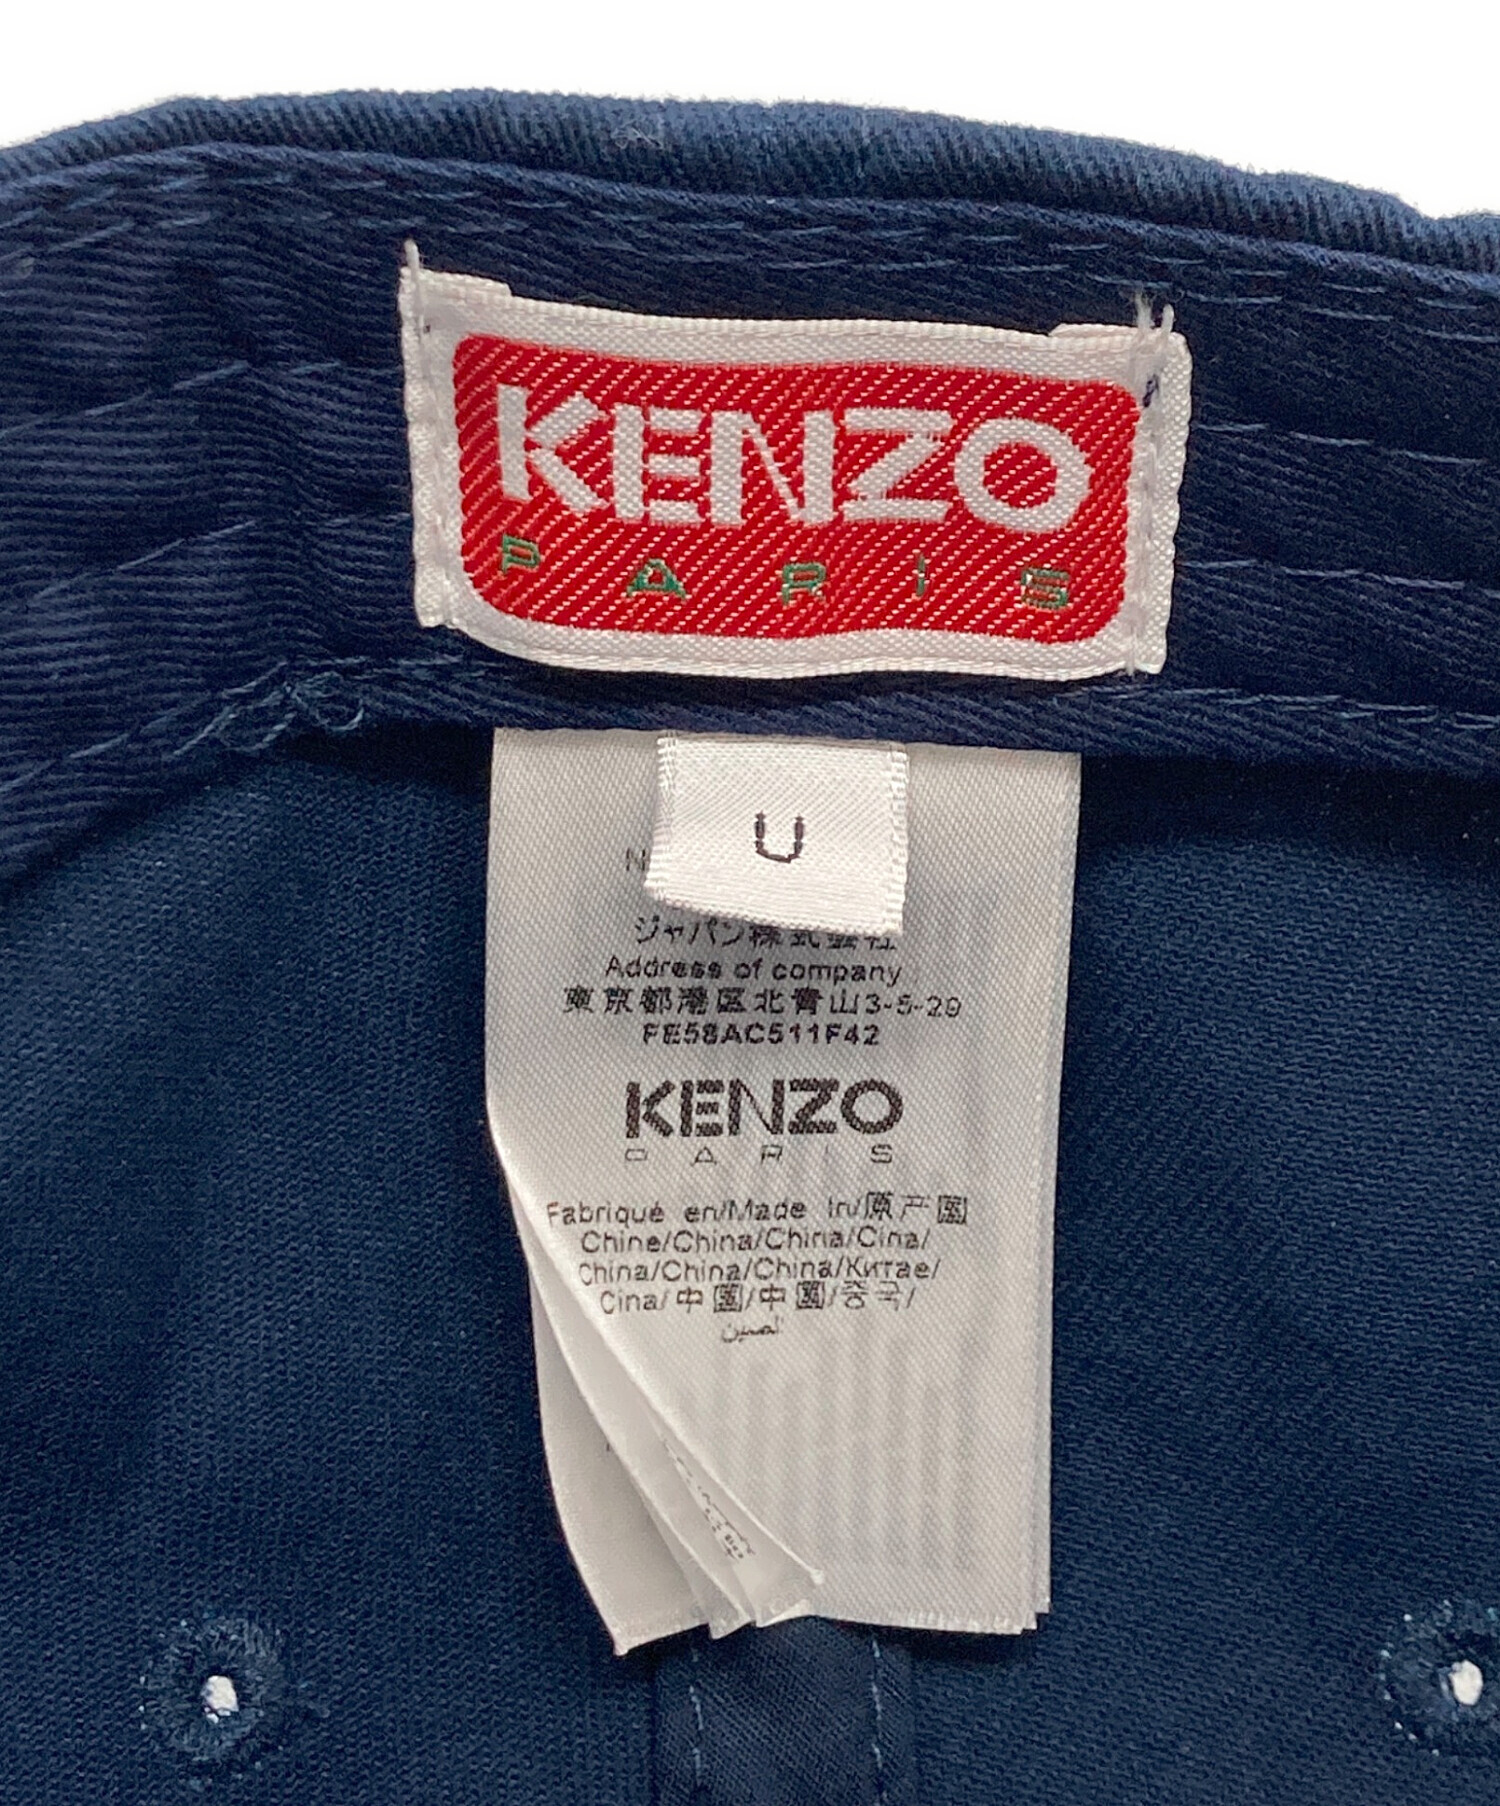 KENZO
PARIS
U
ジャパン株式会社
Address of company
東京都港区北青山3-5-29
FE58AC511F42
KENZO
PARIS
Fabriqué en/Made In/原产国
Chine/China/China/Cina/
China/China/China/Китае/
Cina/中國/中國/중국/
الصين